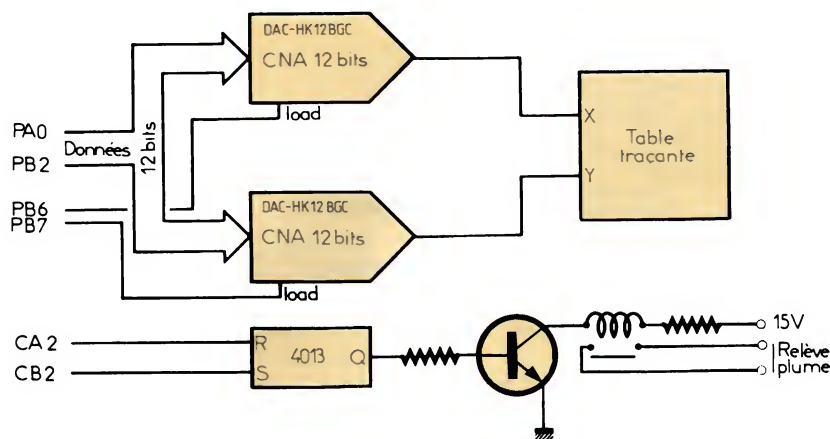 DAC-HK12BGC
CNA 12 bits
load
PA0
Données
PB2
12 bits
PB6
PB7
DAC-HK12BGC
CNA 12 bits
load
X
Y
Table
traçante
CA2
CB2
R
S
4013
Q
15V
Relève
plume